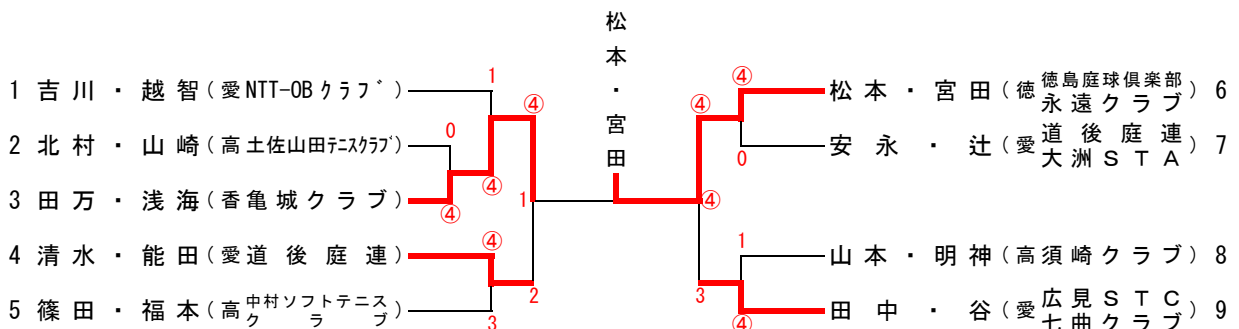 松本・宮田
1 吉川・越智(愛NTT-OBクラブ)
1
④
2 北村・山崎(高土佐山田テニスクラブ)
0
④
3 田万・浅海(香亀城クラブ)
④
1
4 清水・能田(愛道後庭連)
④
2
5 篠田・福本(高中村ソフトテニス
クラブ)
3
④
④
松本・宮田(徳徳島庭球倶楽部
永遠クラブ) 6
0
安永・辻(愛道後庭連
大洲STA) 7
④
1
山本・明神(高須崎クラブ) 8
3
④
田中・谷(愛広見STC
七曲クラブ) 9